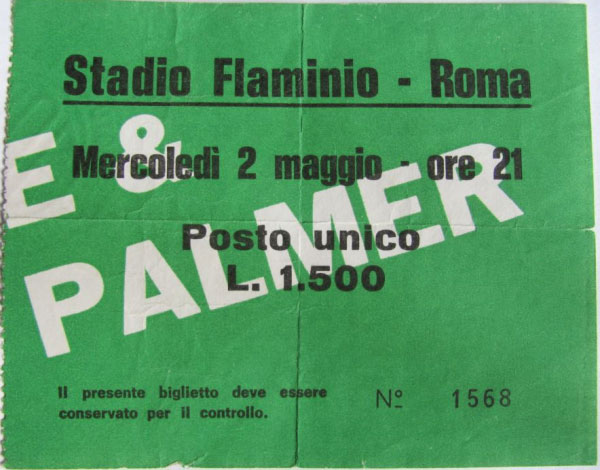 Stadio Flaminio - Roma
E &
Mercoledì 2 maggio - ore 21
PALMER
Posto unico
L. 1.500
Il presente biglietto deve essere
conservato per il controllo.
Nº 1568